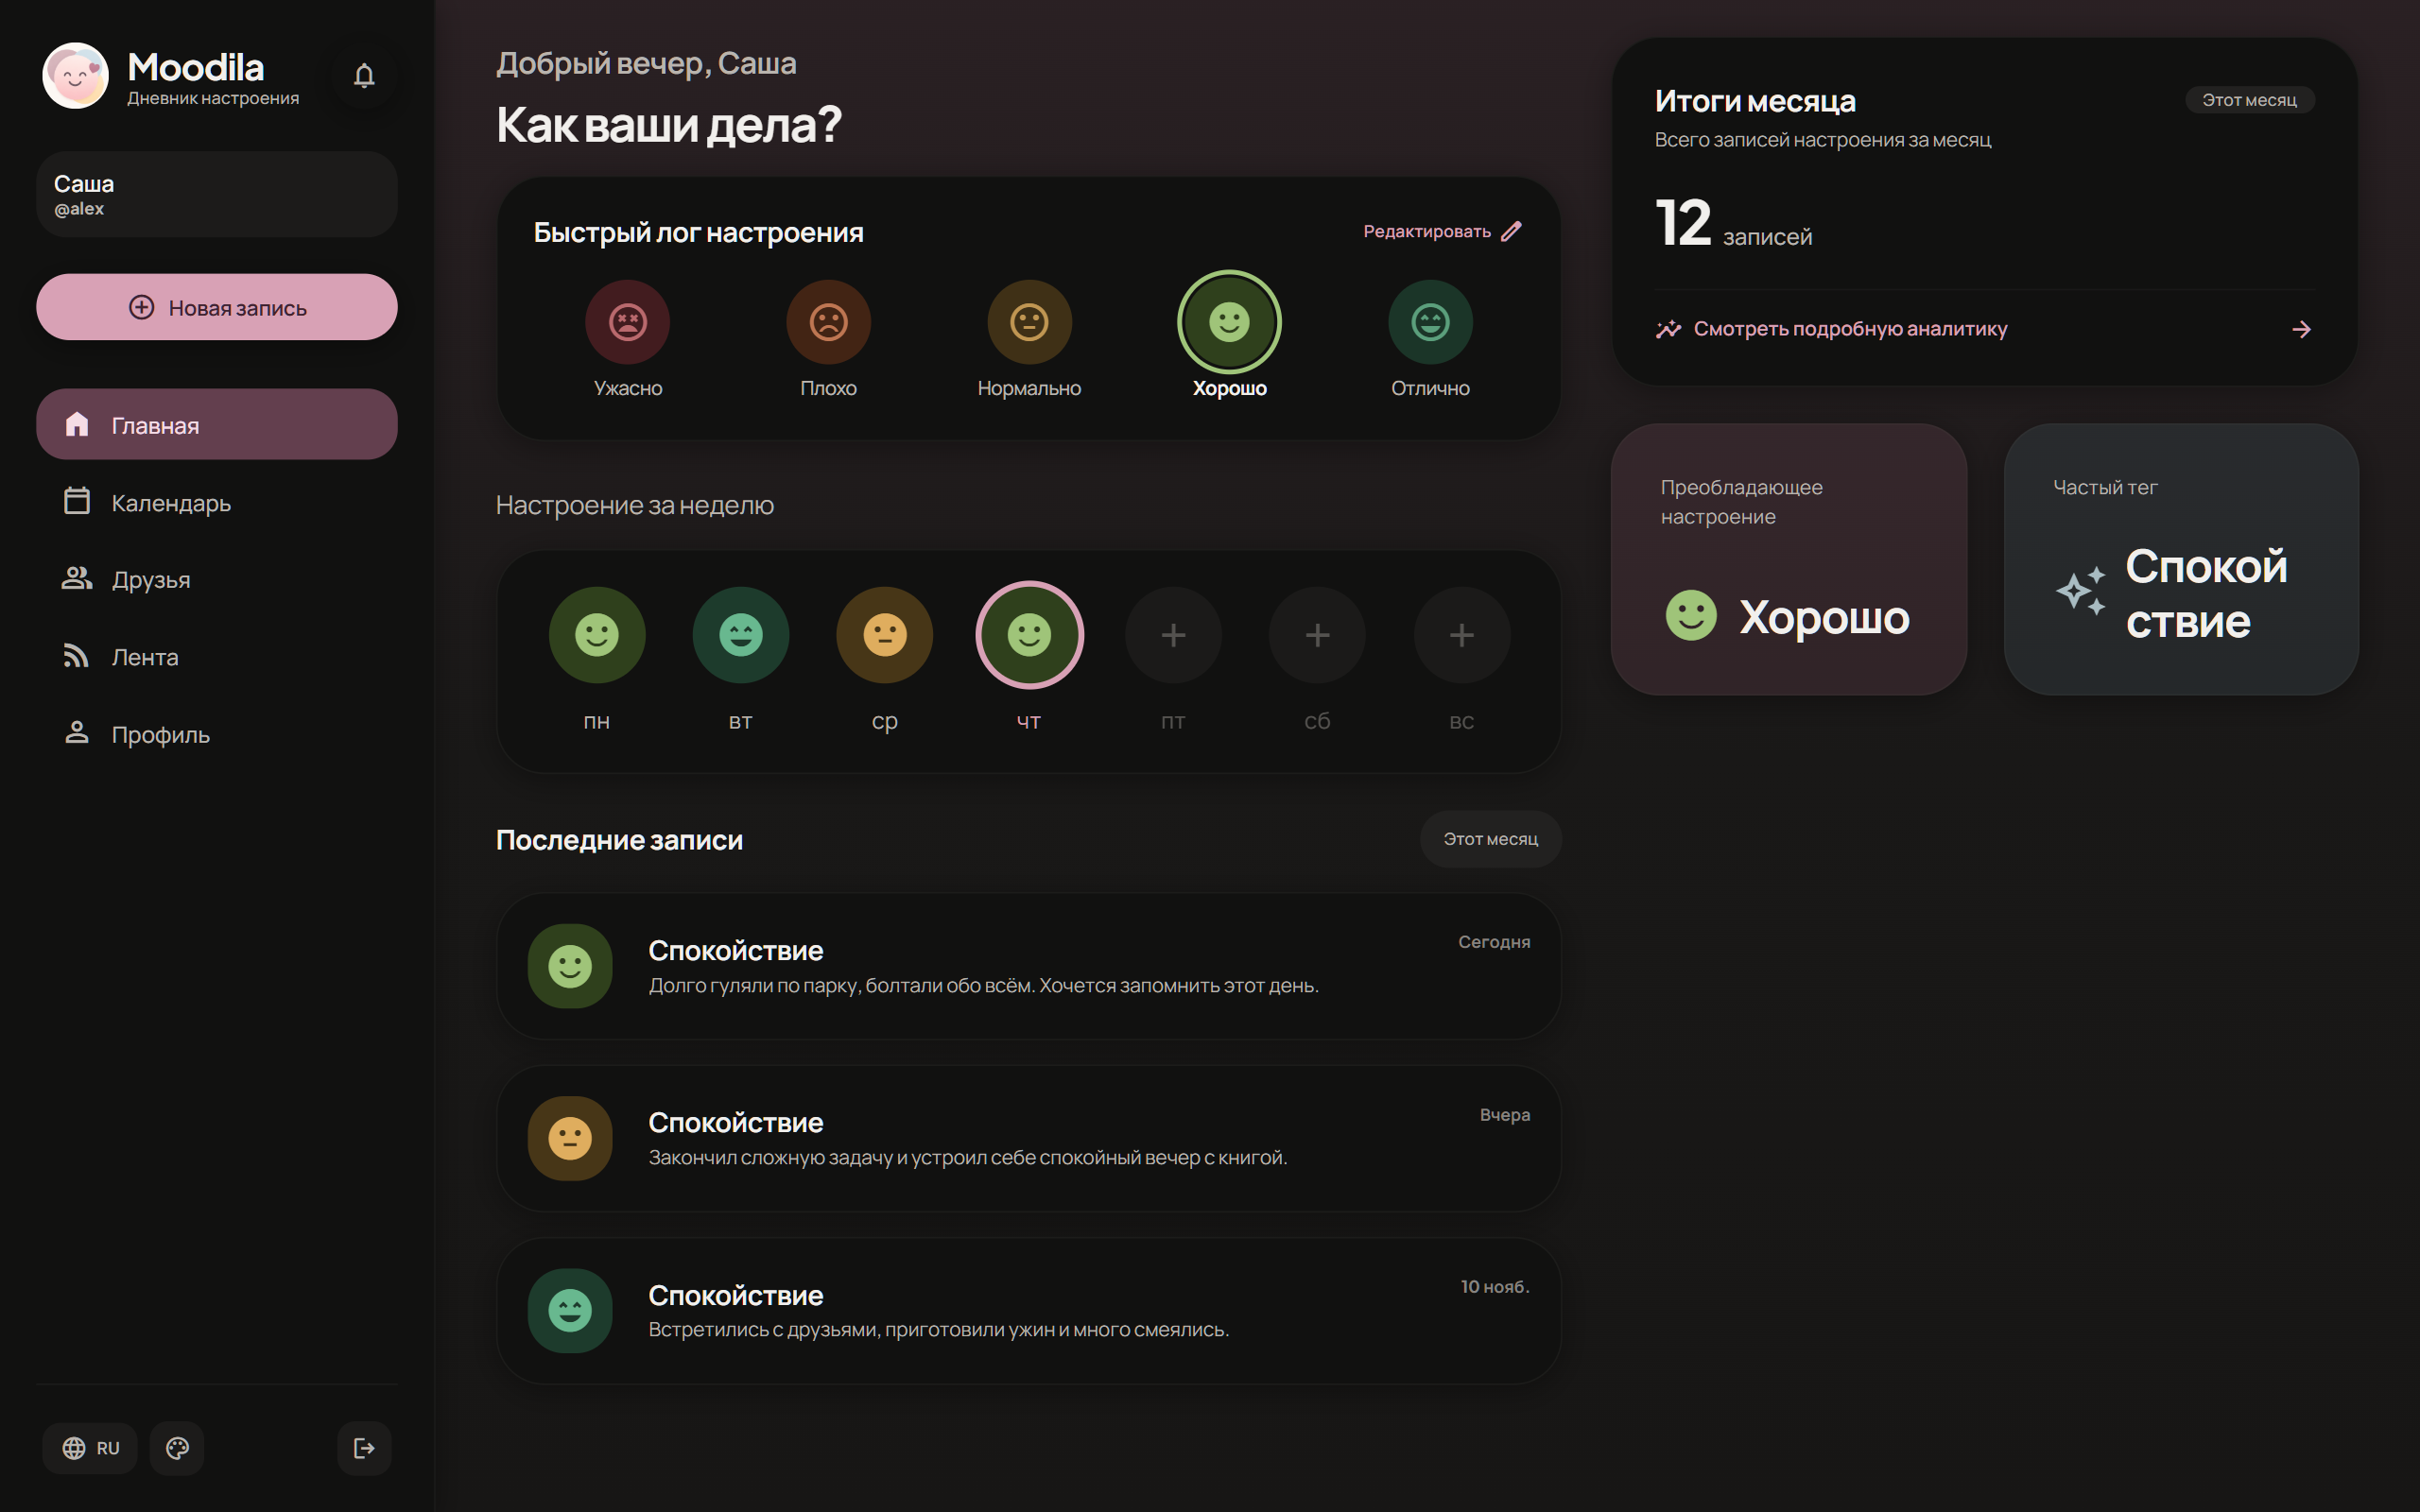 Moodila
Дневник настроения
Саша
@alex
Новая запись
Главная
Календарь
Друзья
Лента
Профиль
RU
Добрый вечер, Саша
Как ваши дела?
Быстрый лог настроения
Редактировать
Ужасно
Плохо
Нормально
Хорошо
Отлично
Настроение за неделю
пн
вт
ср
чт
пт
сб
вс
Последние записи
Этот месяц
Спокойствие
Сегодня
Долго гуляли по парку, болтали обо всём. Хочется запомнить этот день.
Спокойствие
Вчера
Закончил сложную задачу и устроил себе спокойный вечер с книгой.
Спокойствие
10 нояб.
Встретились с друзьями, приготовили ужин и много смеялись.
Итоги месяца
Этот месяц
Всего записей настроения за месяц
12 записей
Смотреть подробную аналитику
Преобладающее
настроение
Хорошо
Частый тег
Спокой
ствие